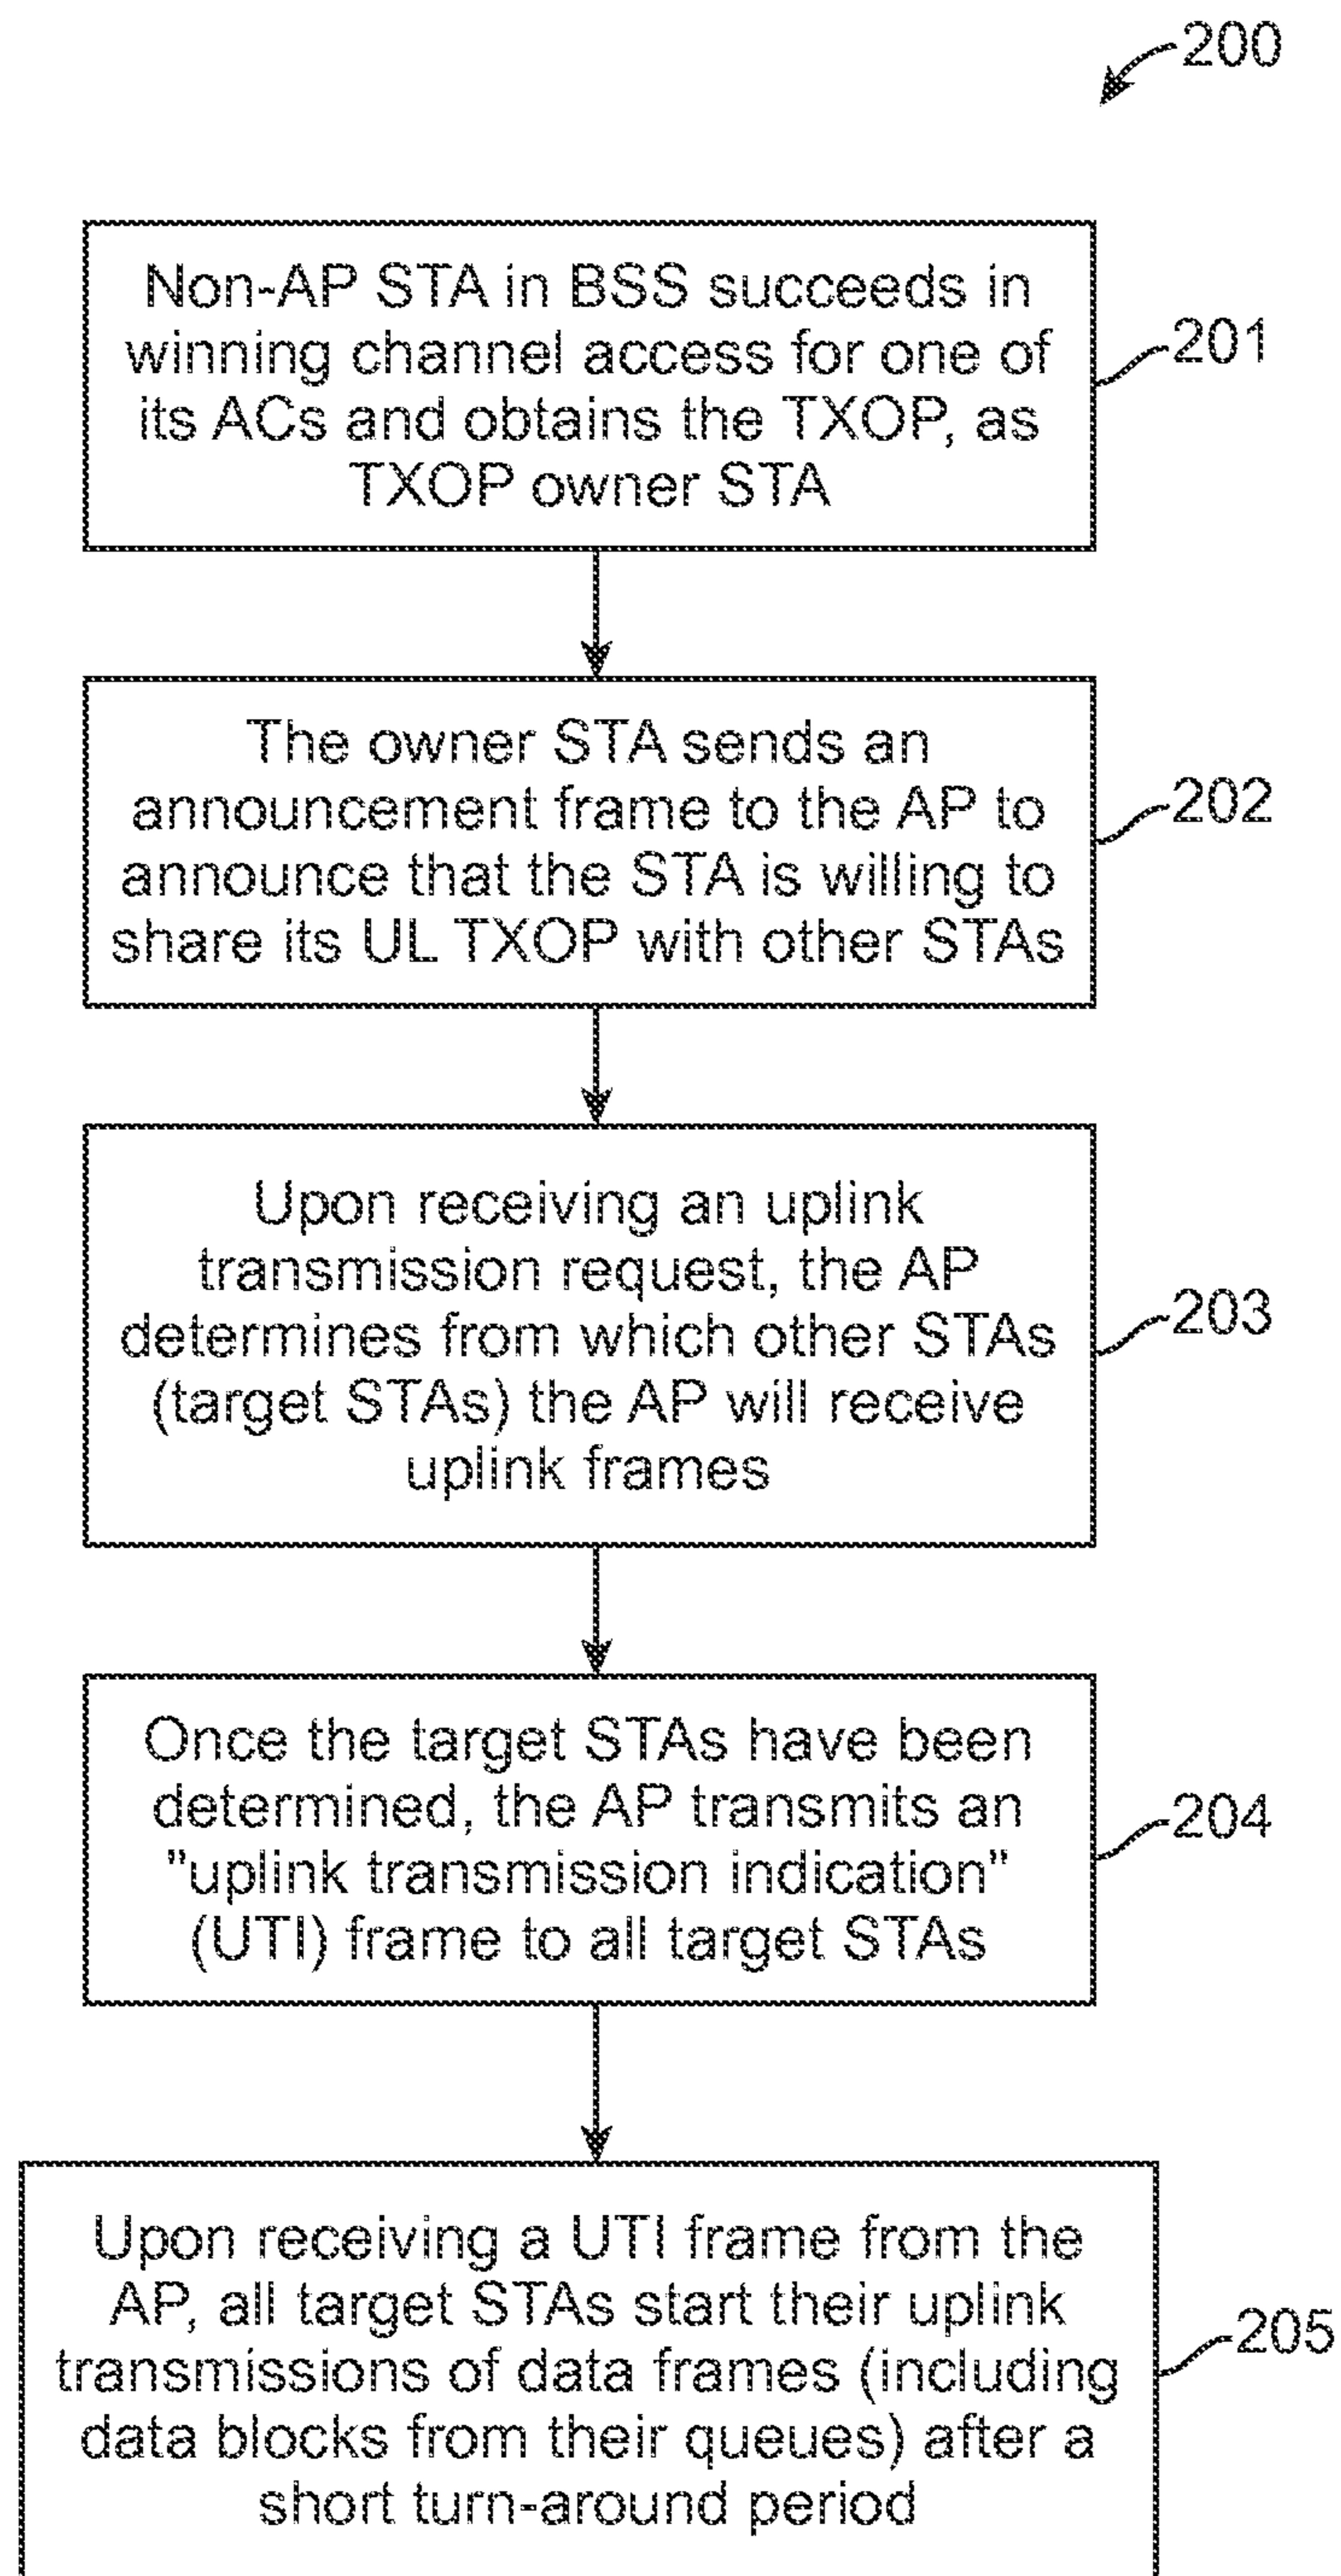 200
Non-AP STA in BSS succeeds in
winning channel access for one of
its ACs and obtains the TXOP, as
TXOP owner STA
201
The owner STA sends an
announcement frame to the AP to
announce that the STA is willing to
share its UL TXOP with other STAs
202
Upon receiving an uplink
transmission request, the AP
determines from which other STAs
(target STAs) the AP will receive
uplink frames
203
Once the target STAs have been
determined, the AP transmits an
"uplink transmission indication"
(UTI) frame to all target STAs
204
Upon receiving a UTI frame from the
AP, all target STAs start their uplink
transmissions of data frames (including
data blocks from their queues) after a
short turn-around period
205